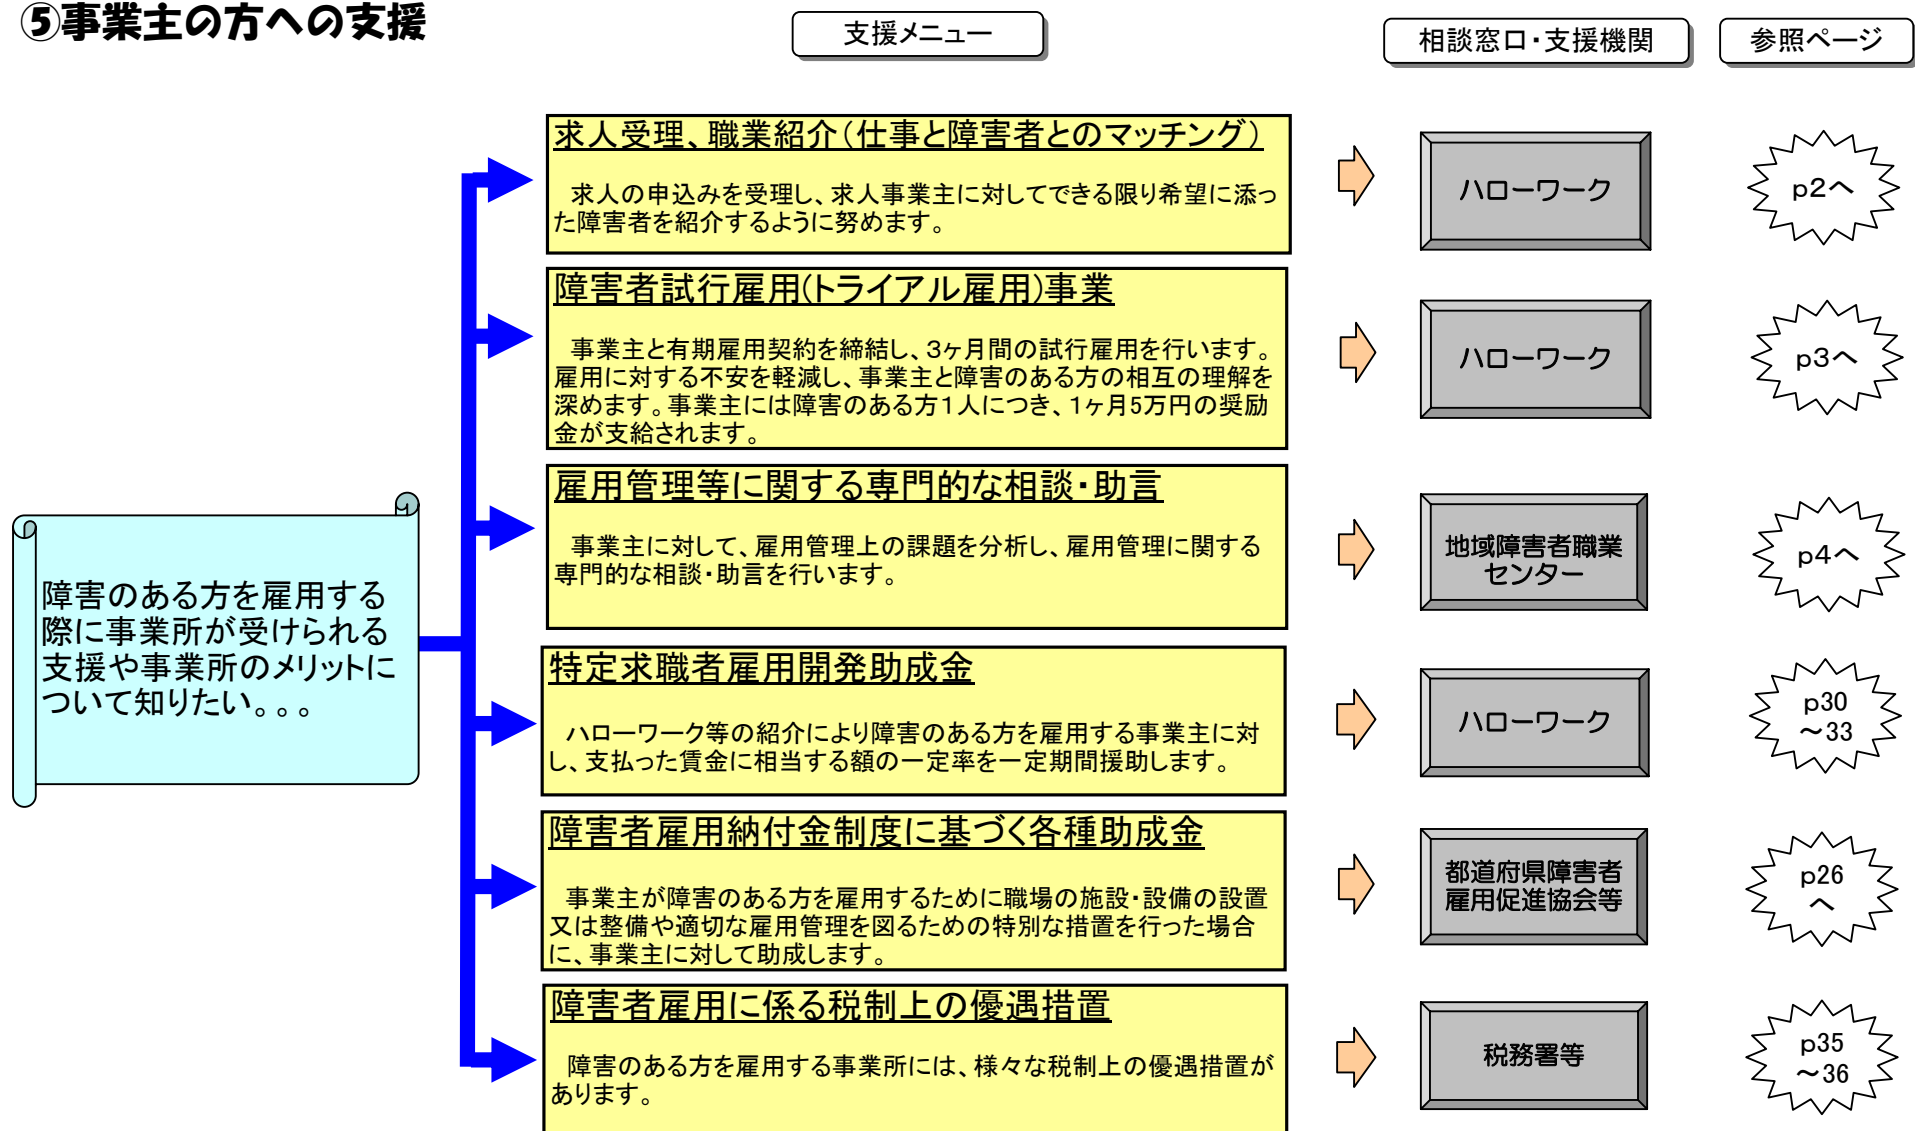 ⑤事業主の方への支援
支援メニュー
相談窓口・支援機関
参照ページ
求人受理、職業紹介(仕事と障害者とのマッチング)
求人の申込みを受理し、求人事業主に対してできる限り希望に添っ
た障害者を紹介するように努めます。
ハローワーク
p2へ
障害者試行雇用(トライアル雇用)事業
事業主と有期雇用契約を締結し、3ヶ月間の試行雇用を行います。
雇用に対する不安を軽減し、事業主と障害のある方の相互の理解を
深めます。事業主には障害のある方1人につき、1ヶ月5万円の奨励
金が支給されます。
ハローワーク
p3へ
雇用管理等に関する専門的な相談・助言
事業主に対して、雇用管理上の課題を分析し、雇用管理に関する
専門的な相談・助言を行います。
地域障害者職業
センター
p4へ
障害のある方を雇用する
際に事業所が受けられる
支援や事業所のメリットに
ついて知りたい。。。
特定求職者雇用開発助成金
ハローワーク等の紹介により障害のある方を雇用する事業主に対
し、支払った賃金に相当する額の一定率を一定期間援助します。
ハローワーク
p30
～33
障害者雇用納付金制度に基づく各種助成金
事業主が障害のある方を雇用するために職場の施設・設備の設置
又は整備や適切な雇用管理を図るための特別な措置を行った場合
に、事業主に対して助成します。
都道府県障害者
雇用促進協会等
p26
へ
障害者雇用に係る税制上の優遇措置
障害のある方を雇用する事業所には、様々な税制上の優遇措置が
あります。
税務署等
p35
～36